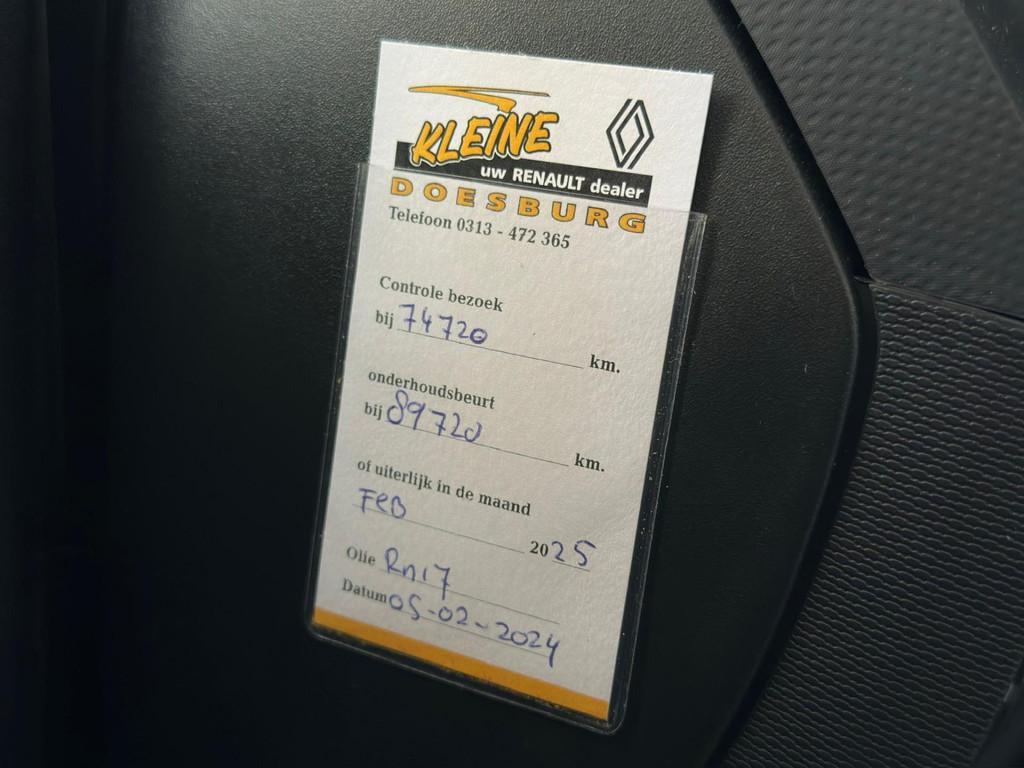 KLEINE
uw RENAULT dealer
DOESBURG
Telefoon 0313 - 472 365
Controle bezoek
bij 74720 km.
onderhoudsbeurt
bij 89720 km.
of uiterlijk in de maand
FeB 2025
Olie Rn17
Datum 05-02-2024